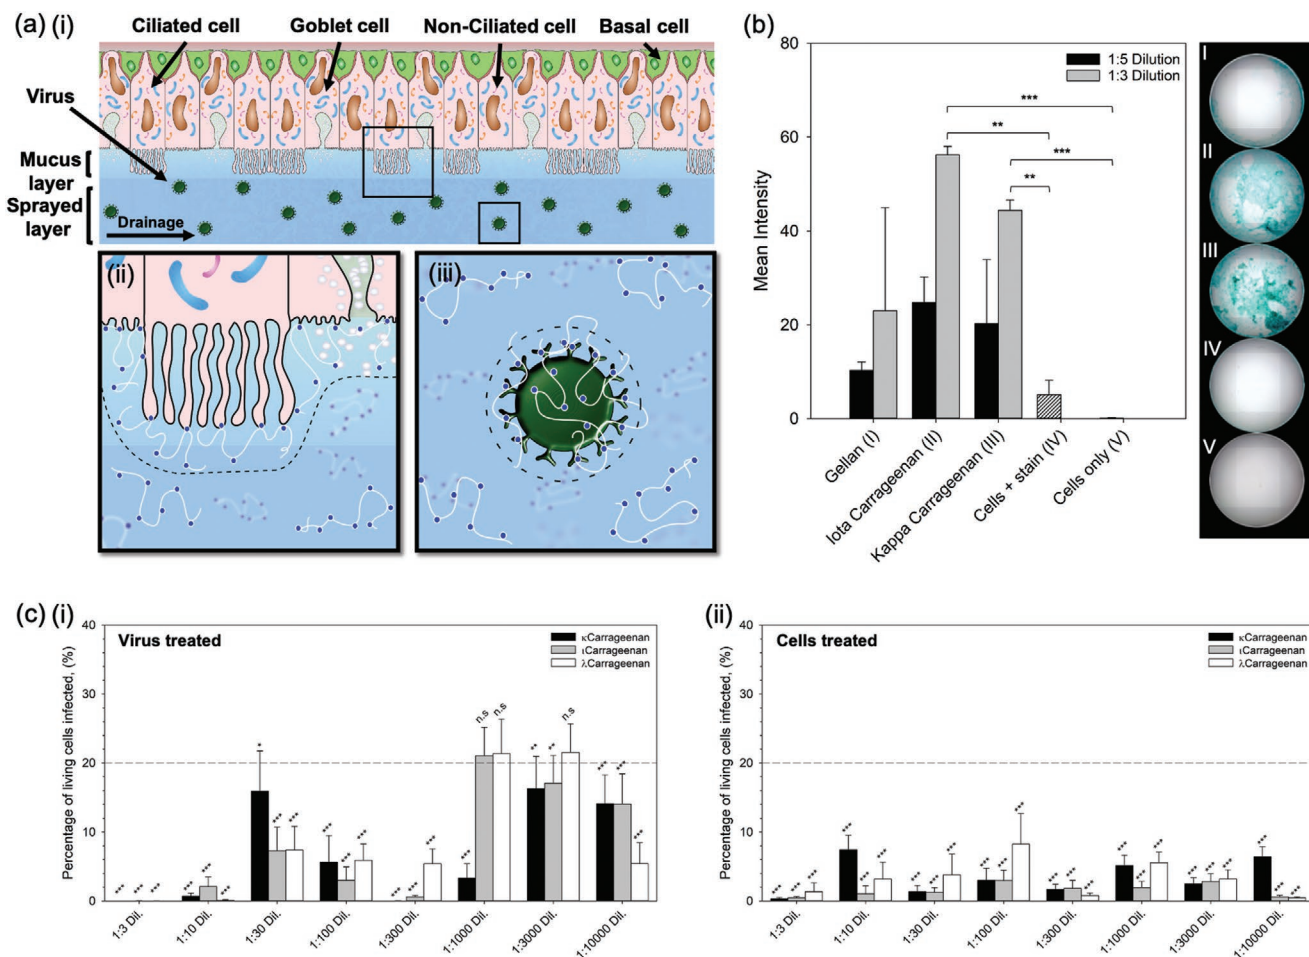 (a) (i)
Ciliated cell
Goblet cell
Non-Ciliated cell
Basal cell
Virus
Mucus
layer
Sprayed
layer
Drainage
(ii)
(iii)
(b)
80
60
40
20
0
Mean Intensity
1:5 Dilution
1:3 Dilution
***
**
***
**
Gellan (I)
Iota Carrageenan (II)
Kappa Carrageenan (III)
Cells + stain (IV)
Cells only (V)
I
II
III
IV
V
(c) (i)
Virus treated
κCarrageenan
ιCarrageenan
λCarrageenan
Percentage of living cells infected, (%)
40
30
20
10
0
*
n.s
n.s
n.s
1:3 Dil.
1:10 Dil.
1:30 Dil.
1:100 Dil.
1:300 Dil.
1:1000 Dil.
1:3000 Dil.
1:10000 Dil.
(ii)
Cells treated
κCarrageenan
ιCarrageenan
λCarrageenan
Percentage of living cells infected, (%)
40
30
20
10
0
1:3 Dil.
1:10 Dil.
1:30 Dil.
1:100 Dil.
1:300 Dil.
1:1000 Dil.
1:3000 Dil.
1:10000 Dil.